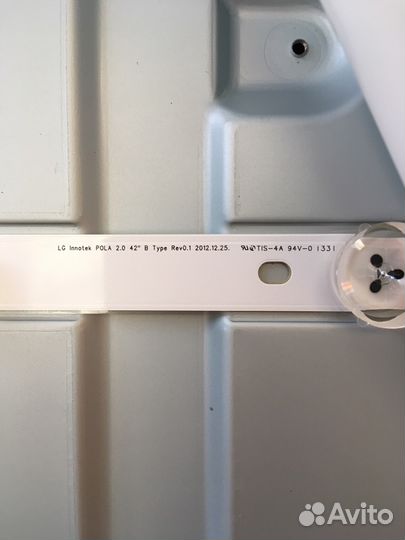 LG Innotek POLA 2.0 42" B Type Rev0.1 2012.12.25. TIS-4A 94V-0 1331
Avito